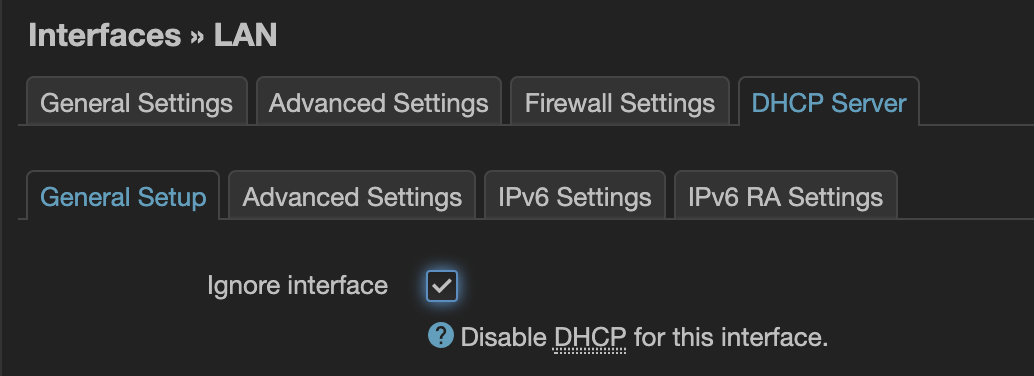 Interfaces » LAN
General Settings Advanced Settings Firewall Settings DHCP Server
General Setup Advanced Settings IPv6 Settings IPv6 RA Settings
Ignore interface
? Disable DHCP for this interface.